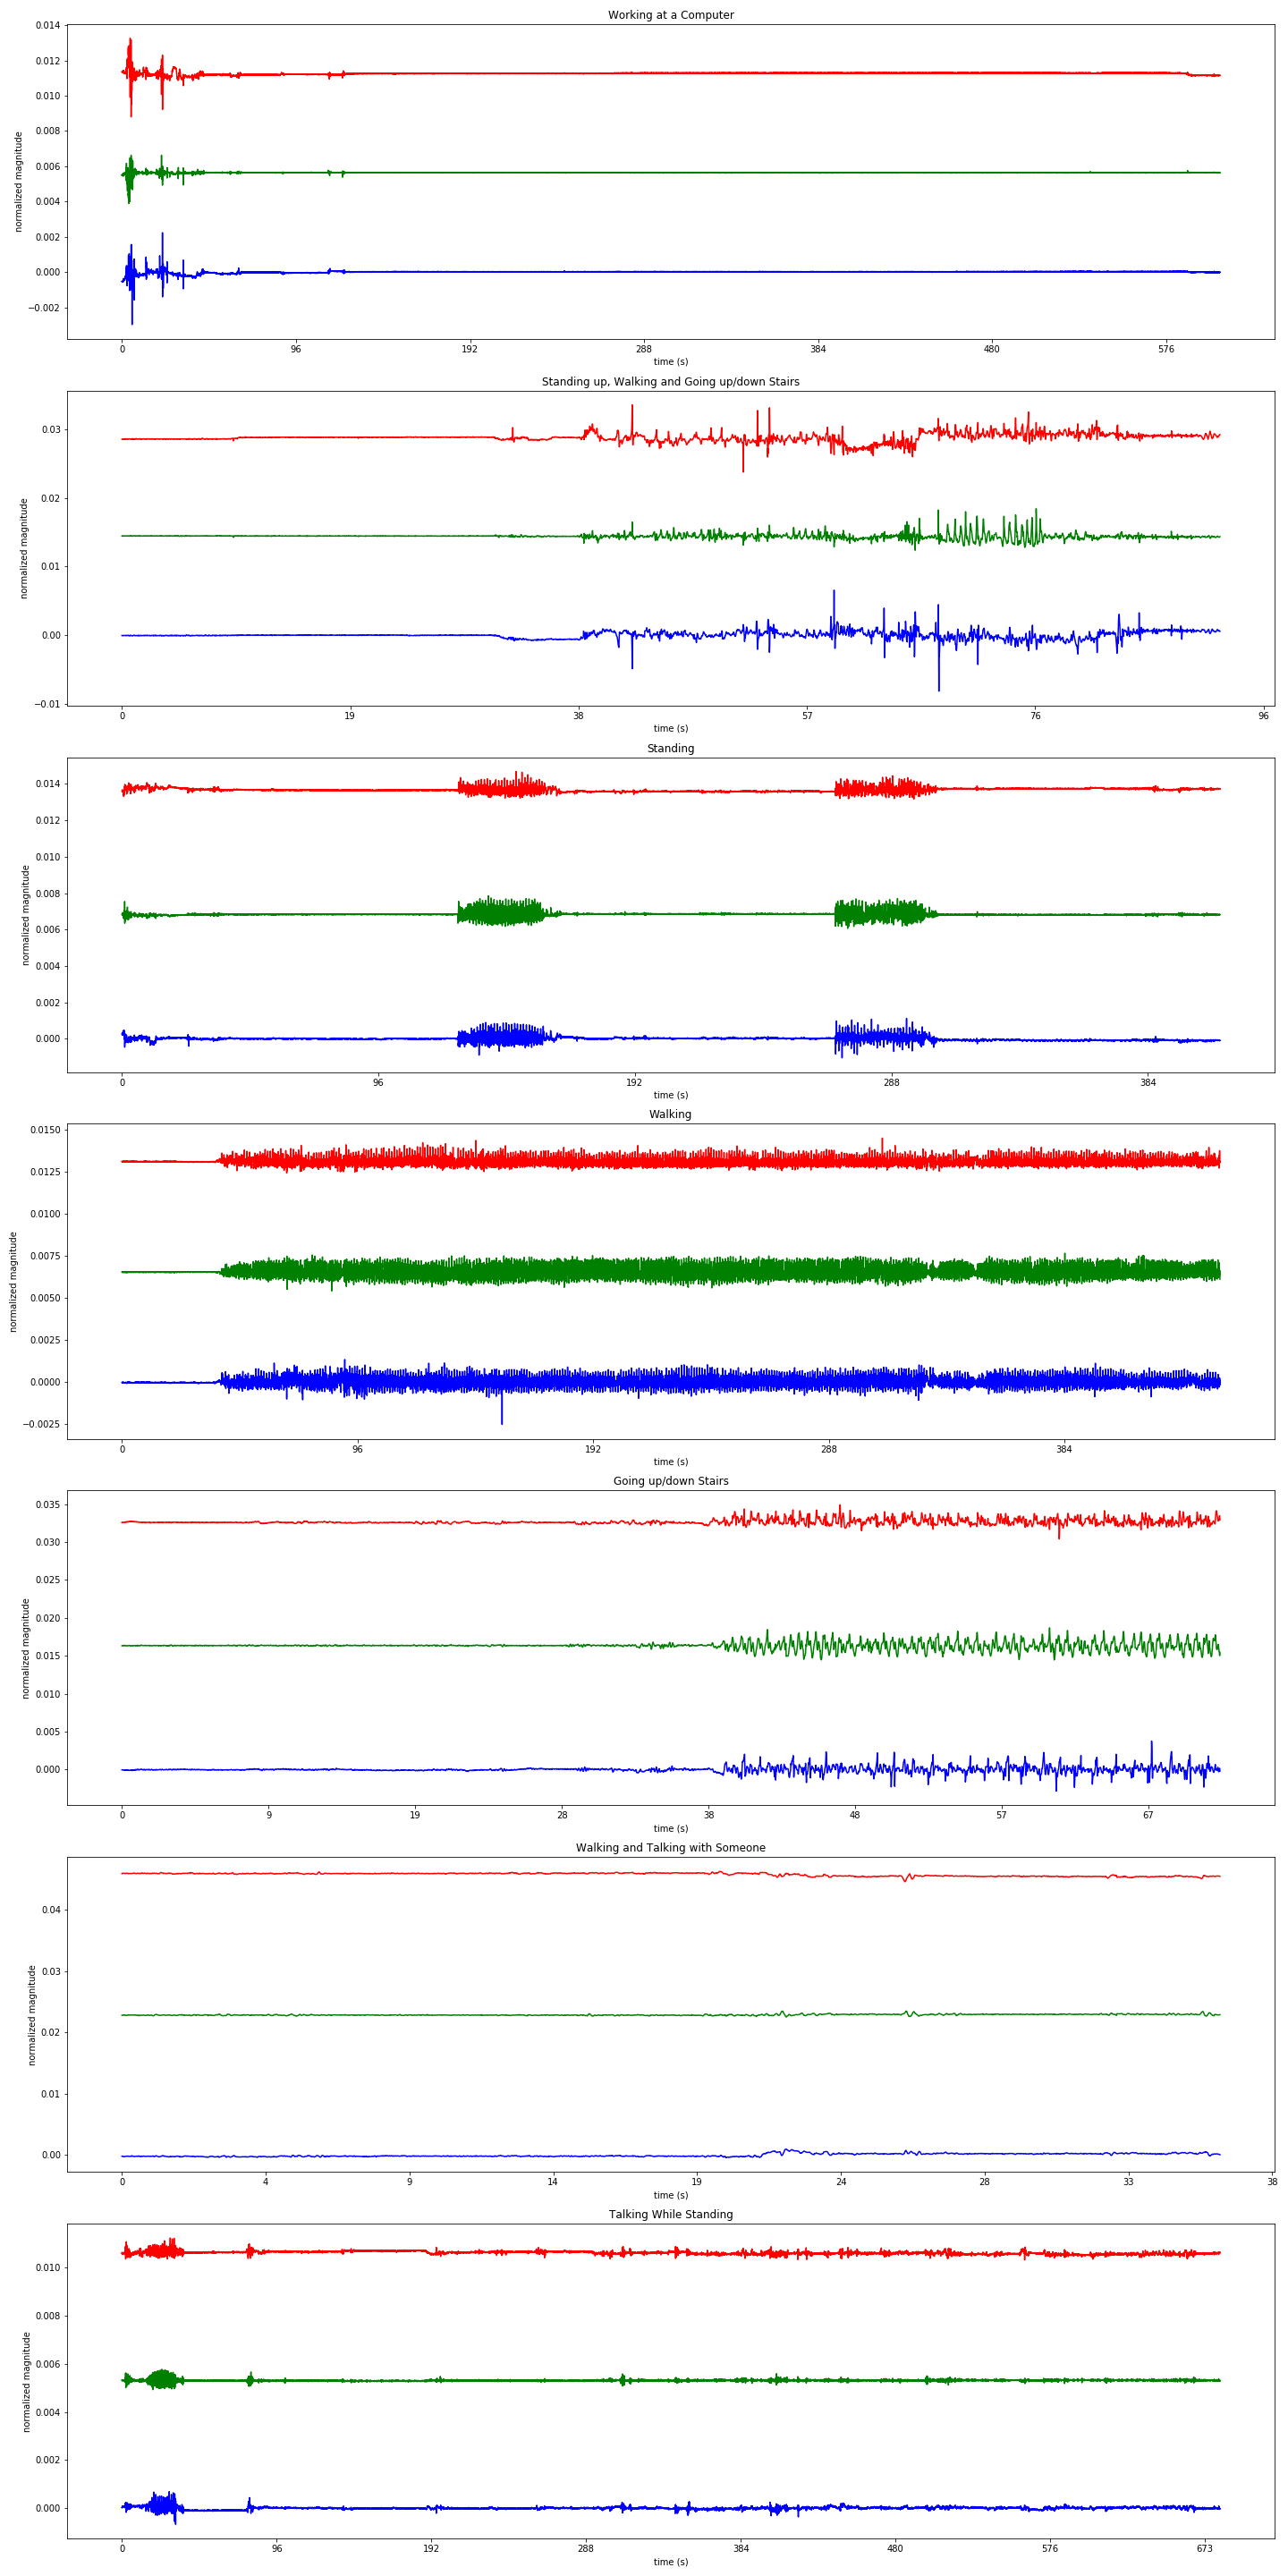 Working at a Computer
0.014
0.012
0.010
0.008
0.006
0.004
0.002
0.000
−0.002
normalized magnitude
0 96 192 288 384 480 576
time (s)
Standing up, Walking and Going up/down Stairs
0.03
0.02
0.01
0.00
−0.01
normalized magnitude
0 19 38 57 76 96
time (s)
Standing
0.014
0.012
0.010
0.008
0.006
0.004
0.002
0.000
normalized magnitude
0 96 192 288 384
time (s)
Walking
0.0150
0.0125
0.0100
0.0075
0.0050
0.0025
0.0000
−0.0025
normalized magnitude
0 96 192 288 384
time (s)
Going up/down Stairs
0.035
0.030
0.025
0.020
0.015
0.010
0.005
0.000
normalized magnitude
0 9 19 28 38 48 57 67
time (s)
Walking and Talking with Someone
0.04
0.03
0.02
0.01
0.00
normalized magnitude
0 4 9 14 19 24 28 33 38
time (s)
Talking While Standing
0.010
0.008
0.006
0.004
0.002
0.000
normalized magnitude
0 96 192 288 384 480 576 673
time (s)